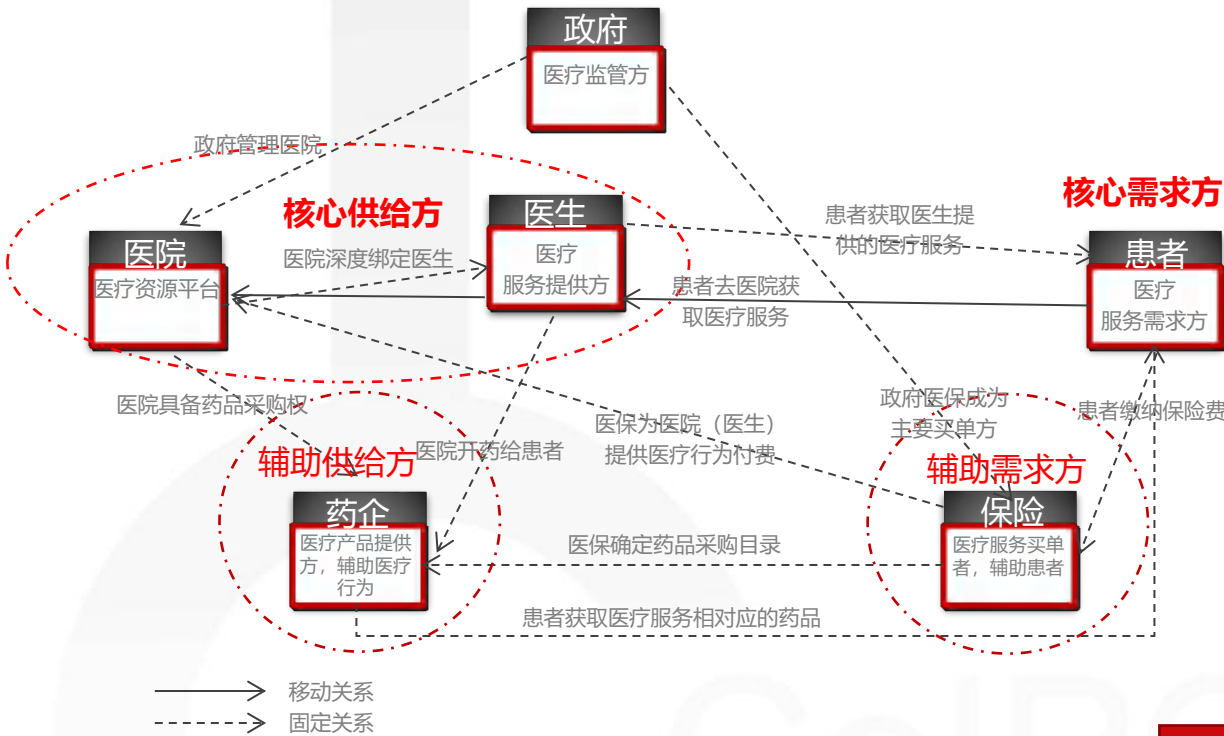 政府
医疗监管方
政府管理医院
核心供给方
核心需求方
医院
医疗资源平台
医院深度绑定医生
医生
医疗
服务提供方
患者获取医生提
供的医疗服务
患者去医院获
取医疗服务
患者
医疗
服务需求方
医院具备药品采购权
医院开药给患者
医保为医院（医生）
提供医疗行为付费
政府医保成为
主要买单方
患者缴纳保险费
辅助供给方
辅助需求方
药企
医疗产品提供
方，辅助医疗
行为
医保确定药品采购目录
保险
医疗服务买单
者，辅助患者
患者获取医疗服务相对应的药品
移动关系
固定关系